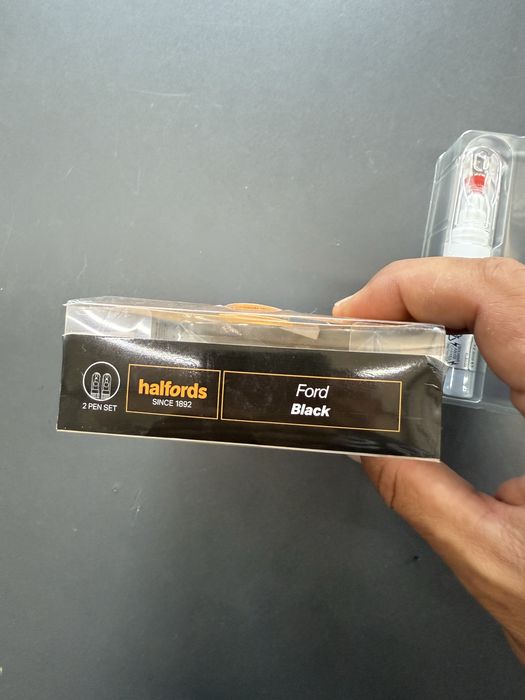 2 PEN SET
halfords
SINCE 1892
Ford
Black